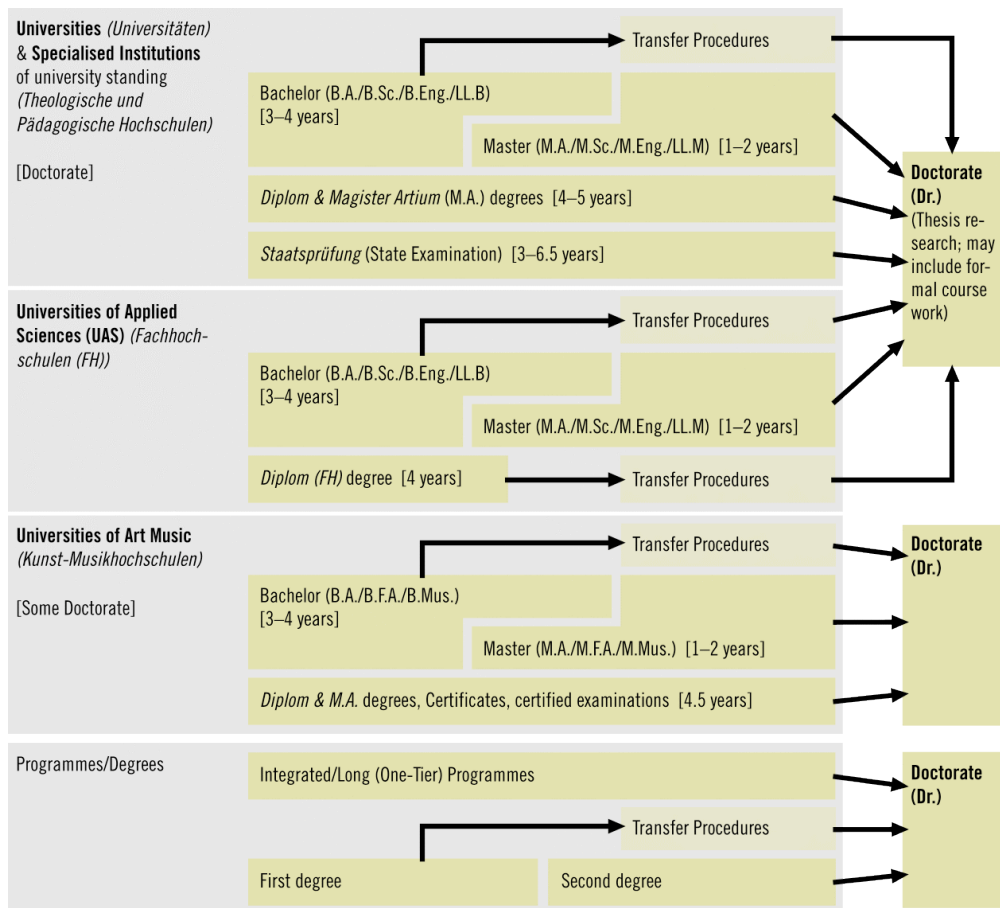 Universities (Universitäten)
& Specialised Institutions
of university standing
(Theologische und
Pädagogische Hochschulen)
[Doctorate]
Transfer Procedures
Bachelor (B.A./B.Sc./B.Eng./LL.B)
[3–4 years]
Master (M.A./M.Sc./M.Eng./LL.M) [1–2 years]
Diplom & Magister Artium (M.A.) degrees [4–5 years]
Staatsprüfung (State Examination) [3–6.5 years]
Doctorate
(Dr.)
(Thesis re-
search; may
include for-
mal course
work)
Universities of Applied
Sciences (UAS) (Fachhoch-
schulen (FH))
Transfer Procedures
Bachelor (B.A./B.Sc./B.Eng./LL.B)
[3–4 years]
Master (M.A./M.Sc./M.Eng./LL.M) [1–2 years]
Diplom (FH) degree [4 years]
Transfer Procedures
Universities of Art Music
(Kunst-Musikhochschulen)
[Some Doctorate]
Transfer Procedures
Bachelor (B.A./B.F.A./B.Mus.)
[3–4 years]
Master (M.A./M.F.A./M.Mus.) [1–2 years]
Diplom & M.A. degrees, Certificates, certified examinations [4.5 years]
Doctorate
(Dr.)
Programmes/Degrees
Integrated/Long (One-Tier) Programmes
Transfer Procedures
First degree
Second degree
Doctorate
(Dr.)